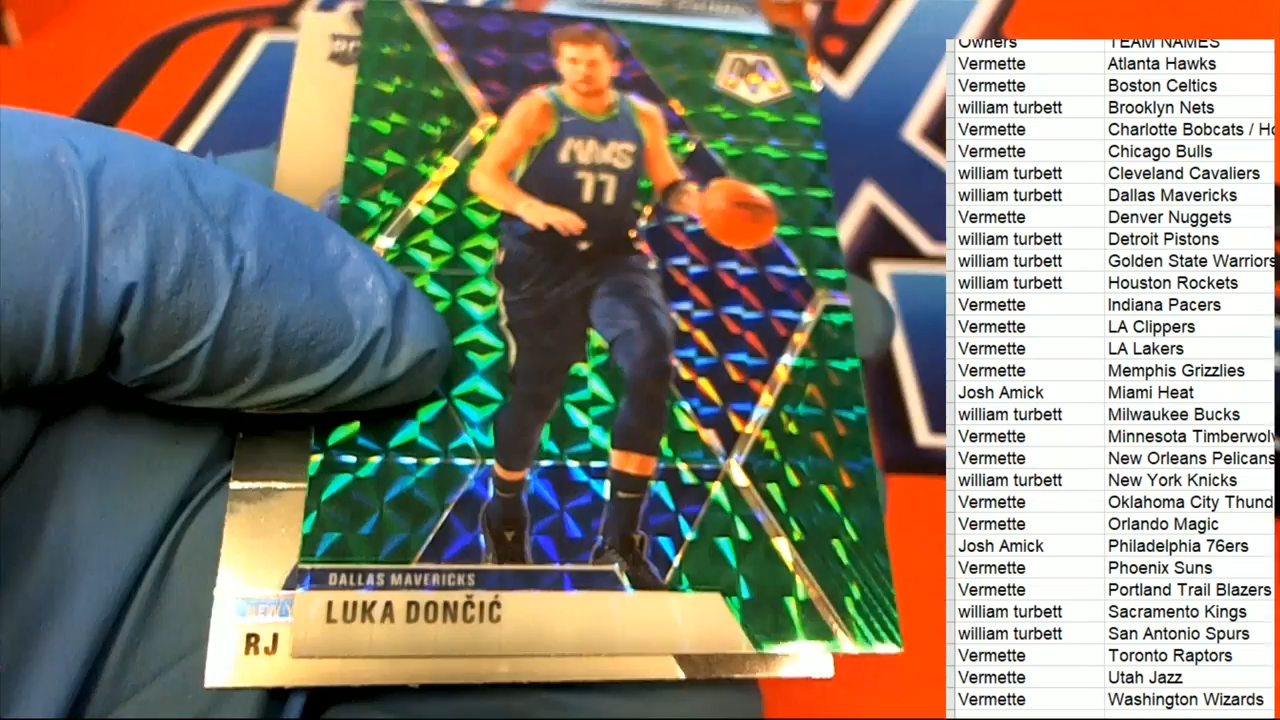 RC
M
MAVS
77
DALLAS MAVERICKS
LUKA DONČIĆ
NEW Y
RJ
Owners TEAM NAMES
Vermette Atlanta Hawks
Vermette Boston Celtics
william turbett Brooklyn Nets
Vermette Charlotte Bobcats / Ho
Vermette Chicago Bulls
william turbett Cleveland Cavaliers
william turbett Dallas Mavericks
Vermette Denver Nuggets
william turbett Detroit Pistons
william turbett Golden State Warriors
william turbett Houston Rockets
Vermette Indiana Pacers
Vermette LA Clippers
Vermette LA Lakers
Vermette Memphis Grizzlies
Josh Amick Miami Heat
william turbett Milwaukee Bucks
Vermette Minnesota Timberwolv
Vermette New Orleans Pelicans
william turbett New York Knicks
Vermette Oklahoma City Thund
Vermette Orlando Magic
Josh Amick Philadelphia 76ers
Vermette Phoenix Suns
Vermette Portland Trail Blazers
william turbett Sacramento Kings
william turbett San Antonio Spurs
Vermette Toronto Raptors
Vermette Utah Jazz
Vermette Washington Wizards